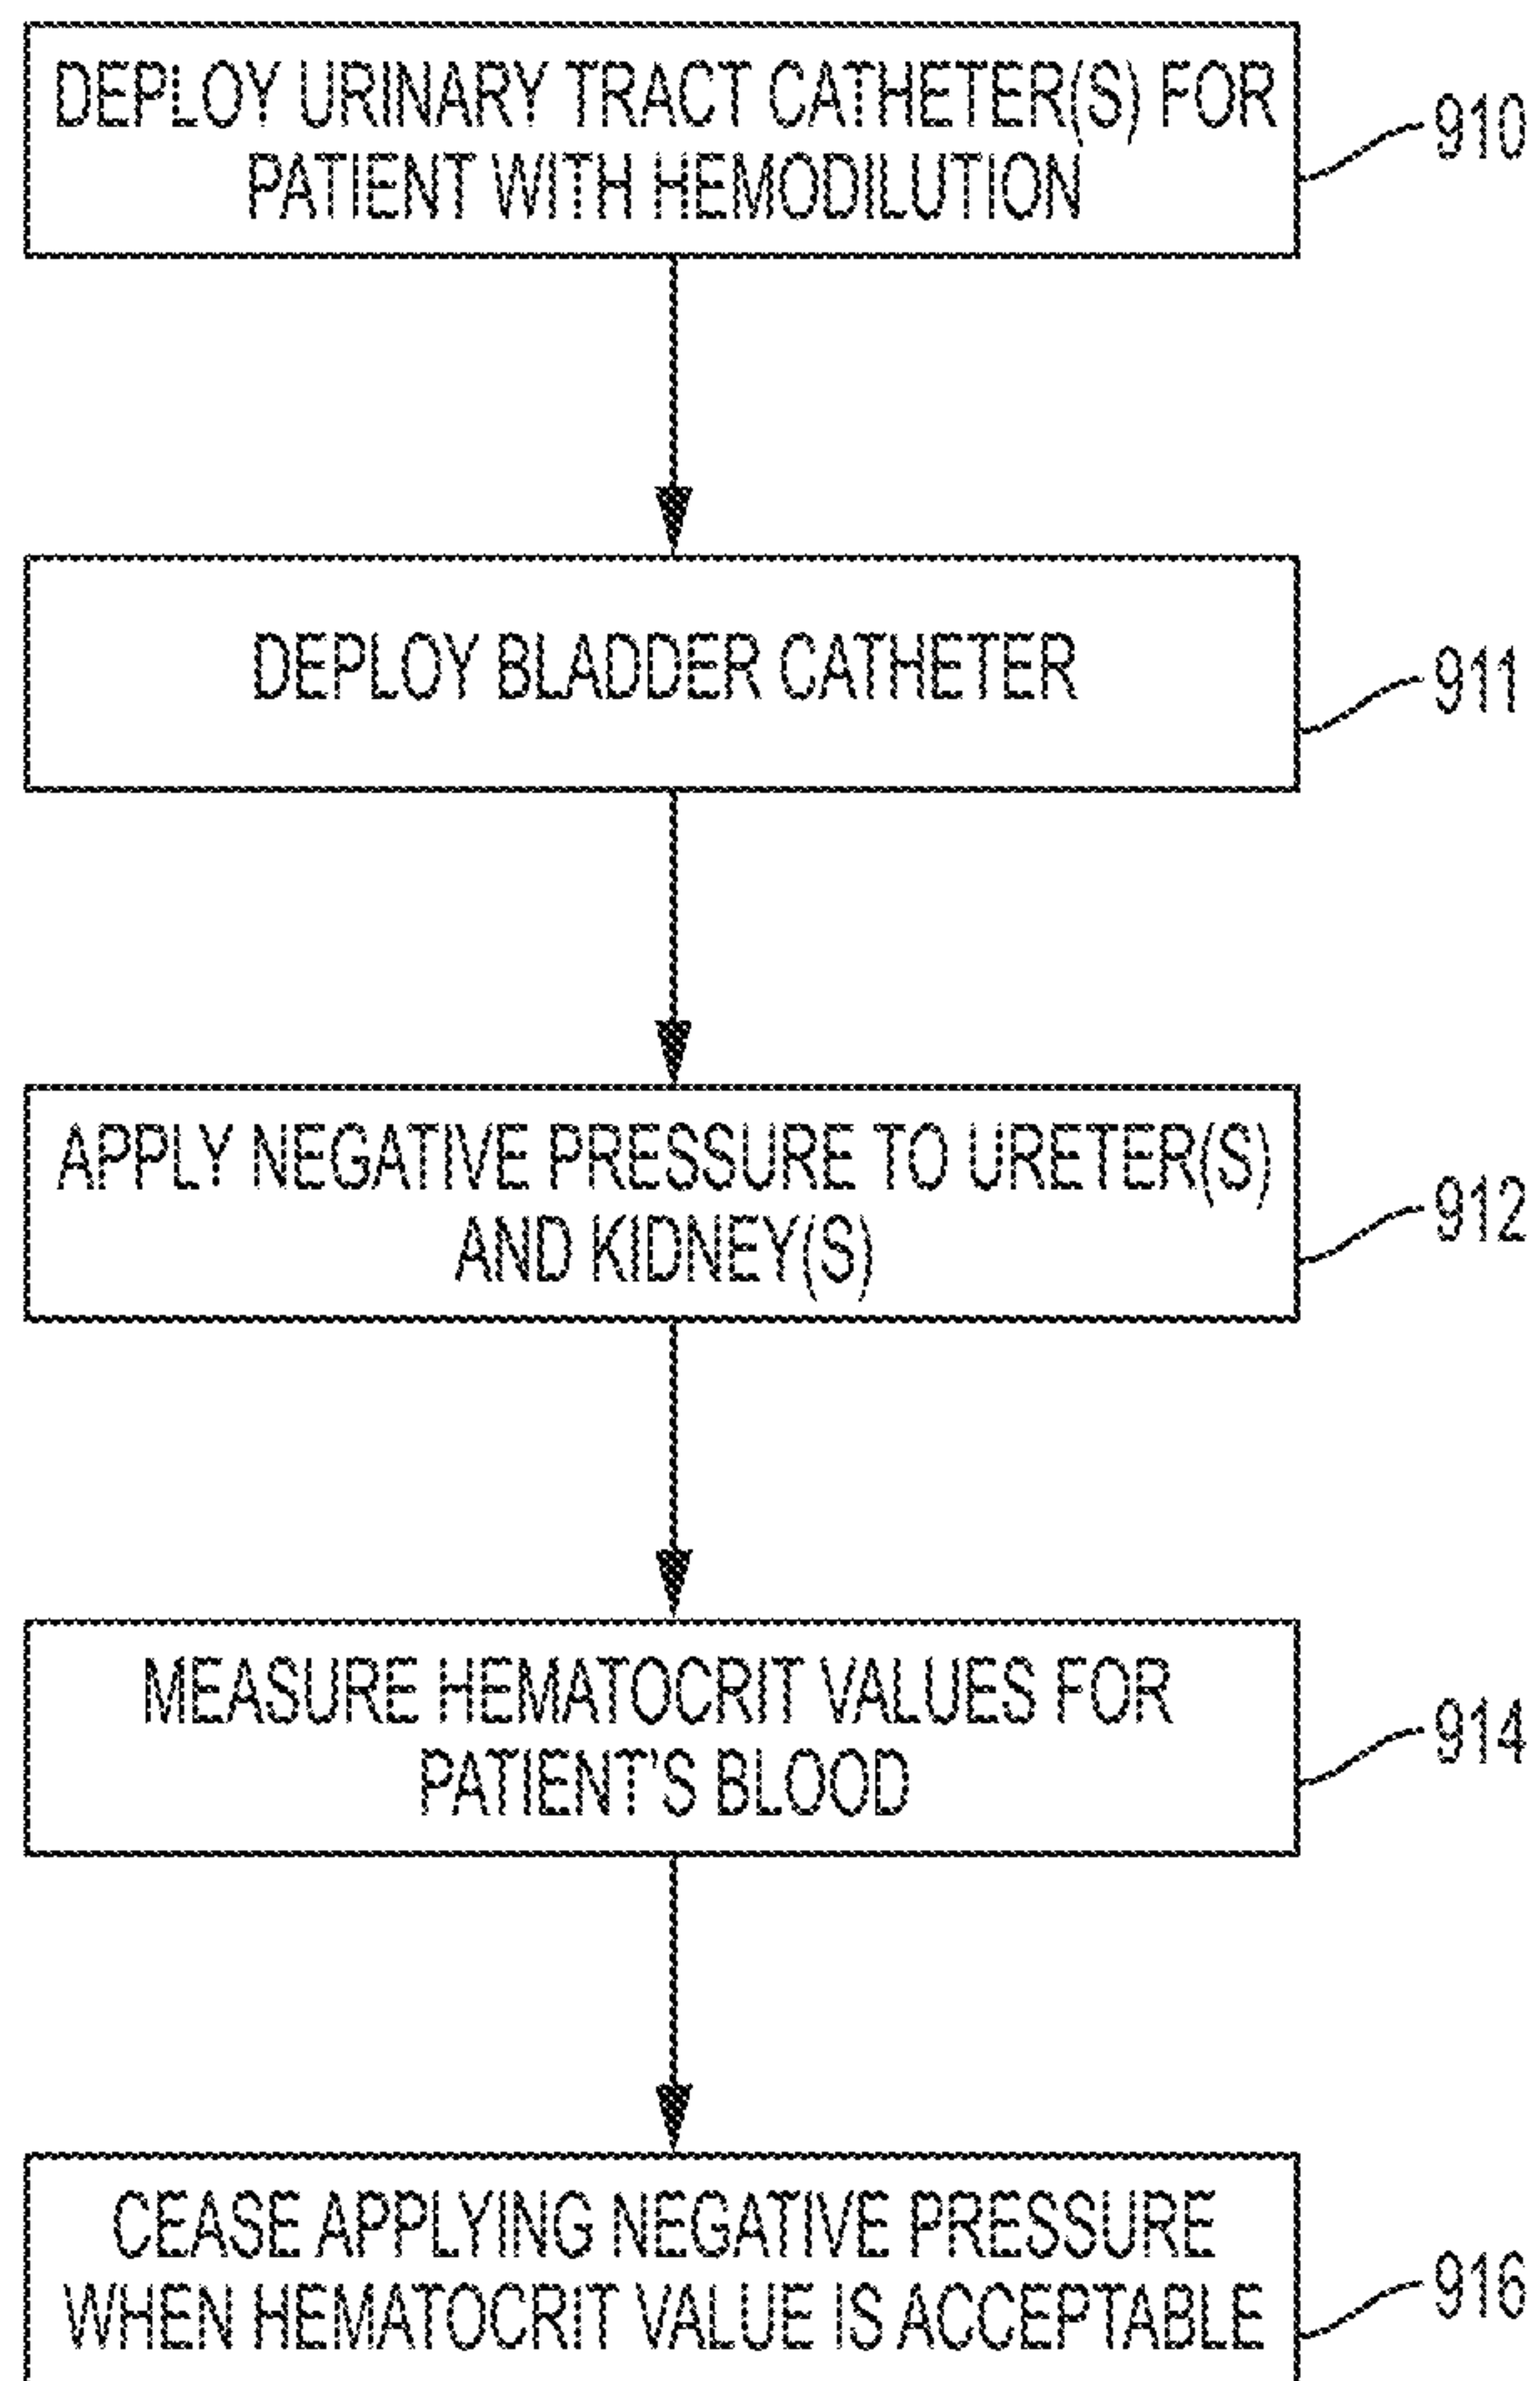 DEPLOY URINARY TRACT CATHETER(S) FOR
PATIENT WITH HEMODILUTION
910
DEPLOY BLADDER CATHETER
911
APPLY NEGATIVE PRESSURE TO URETER(S)
AND KIDNEY(S)
912
MEASURE HEMATOCRIT VALUES FOR
PATIENT'S BLOOD
914
CEASE APPLYING NEGATIVE PRESSURE
WHEN HEMATOCRIT VALUE IS ACCEPTABLE
916